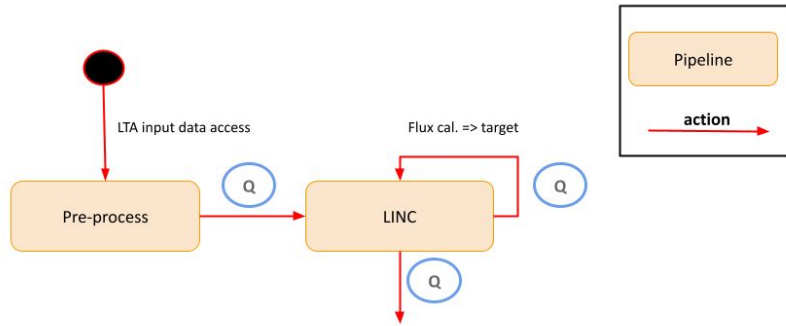 Pipeline
action
LTA input data access
Flux cal. => target
Q
Q
Pre-process
LINC
Q